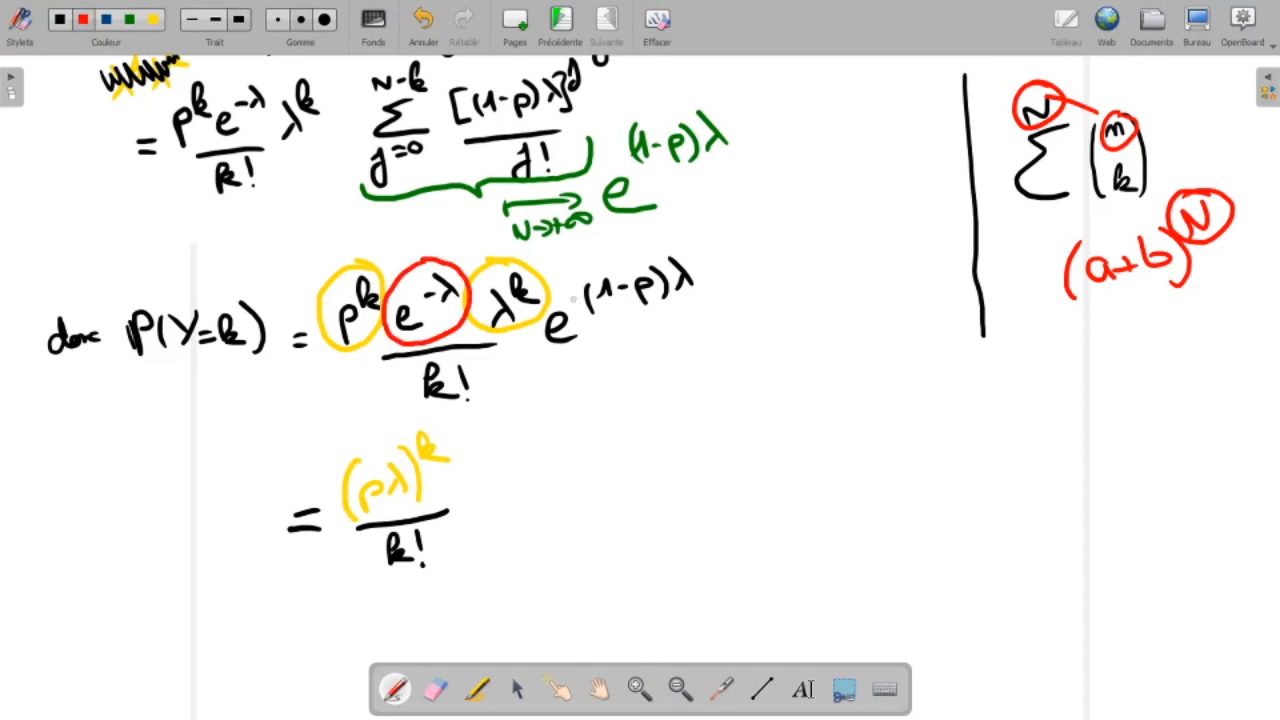 Stylets Couleur Trait Gomme Fonds Annuler Rétablir Pages Précédente Suivante Effacer Tableau Web Documents Bureau OpenBoard
= p^k e^{-λ} / k! λ^k ∑_{j=0}^{N-k} [(1-p)λ]^j / j!
N→+∞ e^{(1-p)λ}
∑^N (n k)
(a+b)^N
donc P(Y=k) = p^k e^{-λ} λ^k / k! e^{(1-p)λ}
= (pλ)^k / k!